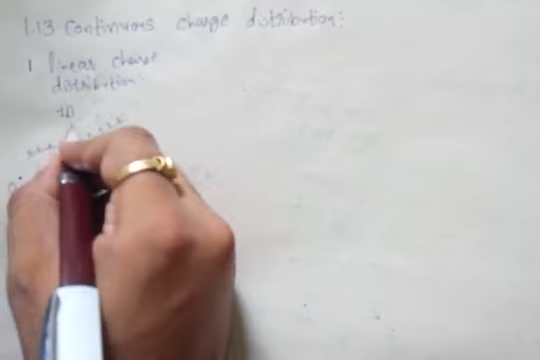 1.13 Continuous charge distribution:
1 linear charge
distribution: